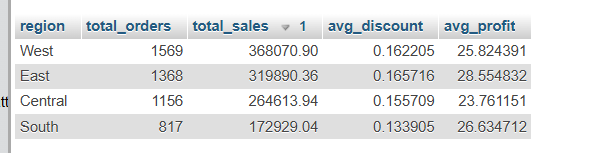 region total_orders total_sales 1 avg_discount avg_profit
West 1569 368070.90 0.162205 25.824391
East 1368 319890.36 0.165716 28.554832
Central 1156 264613.94 0.155709 23.761151
South 817 172929.04 0.133905 26.634712